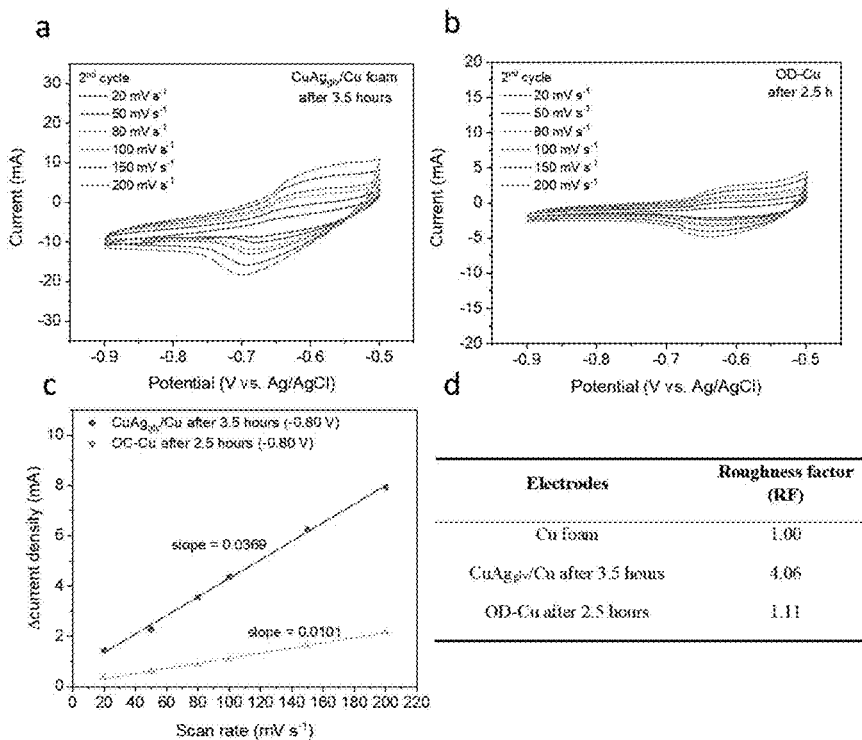 a
2nd cycle
20 mV s-1
50 mV s-1
80 mV s-1
100 mV s-1
150 mV s-1
200 mV s-1
CuAgglv/Cu foam
after 3.5 hours
30
20
10
0
-10
-20
-30
Current (mA)
-0.9
-0.8
-0.7
-0.6
-0.5
Potential (V vs. Ag/AgCl)
b
2nd cycle
20 mV s-1
50 mV s-1
80 mV s-1
100 mV s-1
150 mV s-1
200 mV s-1
OD-Cu
after 2.5 h
20
15
10
5
0
-5
-10
-15
-20
Current (mA)
-0.9
-0.8
-0.7
-0.6
-0.5
Potential (V vs. Ag/AgCl)
c
CuAgglv/Cu after 3.5 hours (-0.80 V)
OC-Cu after 2.5 hours (-0.80 V)
slope = 0.0369
slope = 0.0101
8
6
4
2
0
Δcurrent density (mA)
0 20 40 60 80 100 120 140 160 180 200 220
Scan rate (mV s-1)
d
Electrodes Roughness factor
(RF)
Cu foam 1.00
CuAgglv/Cu after 3.5 hours 4.06
OD-Cu after 2.5 hours 1.11